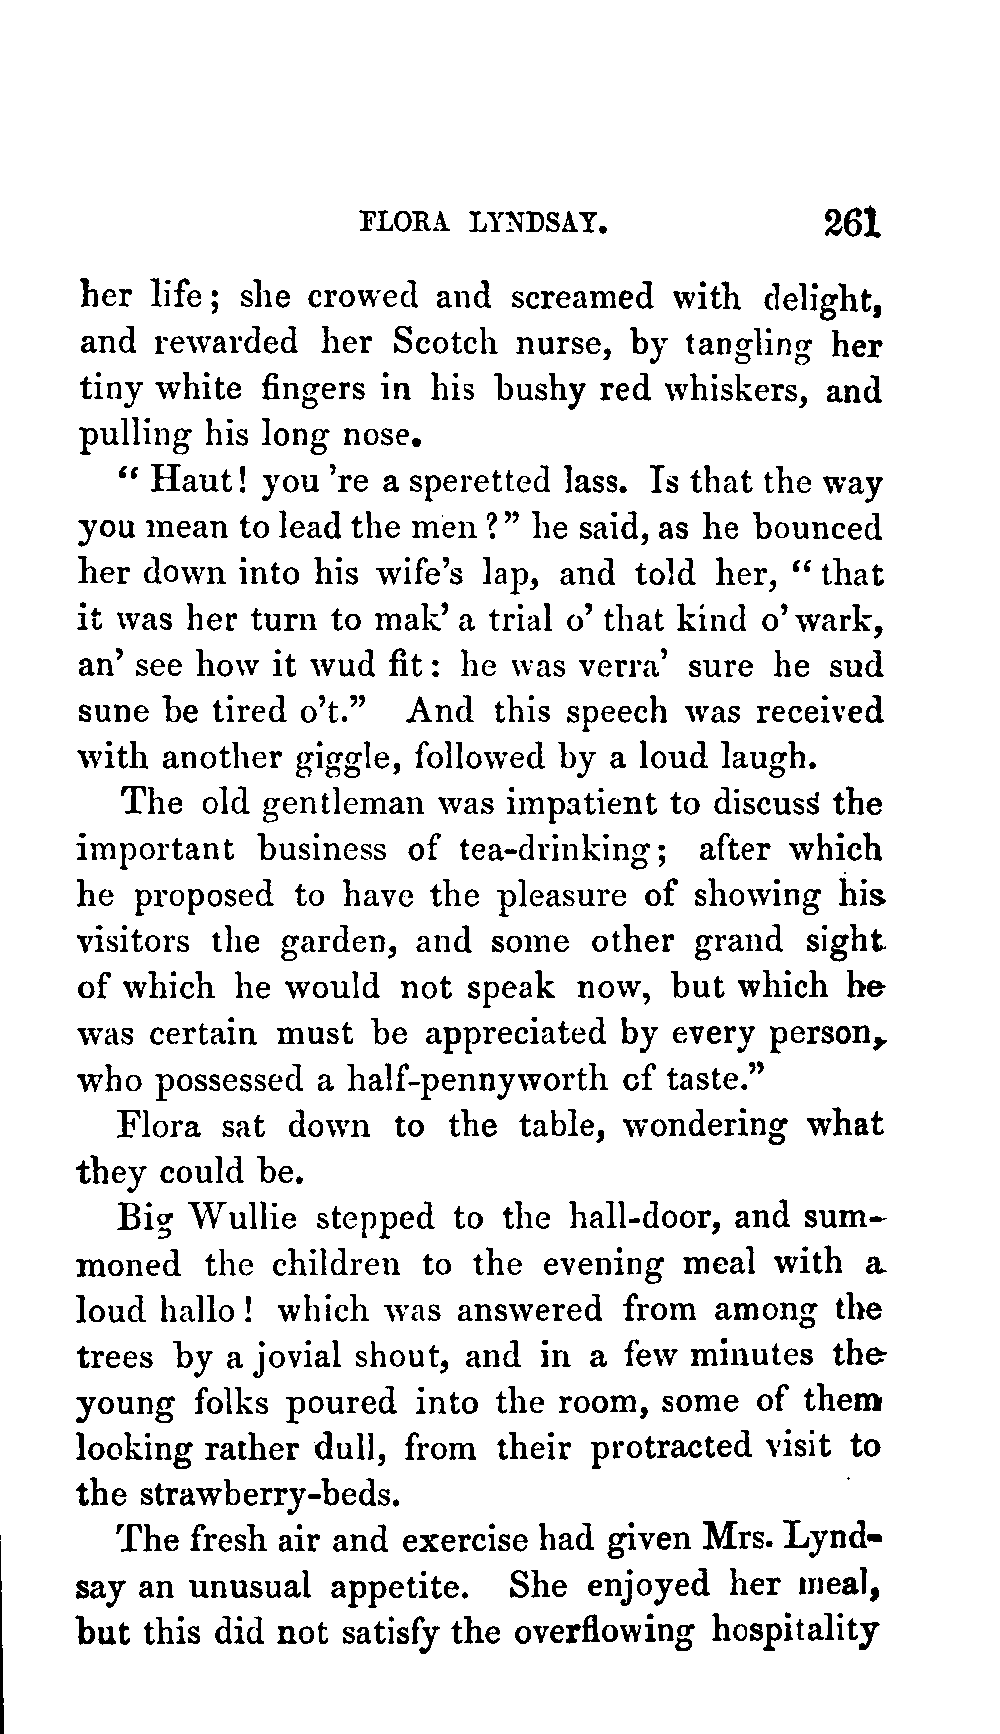 FLORA LYNDSAY. 261
her life; she crowed and screamed with delight,
and rewarded her Scotch nurse, by tangling her
tiny white fingers in his bushy red whiskers, and
pulling his long nose.
“ Haut! you 're a speretted lass. Is that the way
you mean to lead the men ?” he said, as he bounced
her down into his wife’s lap, and told her, “ that
it was her turn to mak’ a trial o’ that kind o’ wark,
an’ see how it wud fit: he was verra’ sure he sud
sune be tired o’t.” And this speech was received
with another giggle, followed by a loud laugh.
The old gentleman was impatient to discuss the
important business of tea-drinking; after which
he proposed to have the pleasure of showing his
visitors the garden, and some other grand sight
of which he would not speak now, but which he
was certain must be appreciated by every person,
who possessed a half-pennyworth of taste.”
Flora sat down to the table, wondering what
they could be.
Big Wullie stepped to the hall-door, and sum-
moned the children to the evening meal with a
loud hallo! which was answered from among the
trees by a jovial shout, and in a few minutes the
young folks poured into the room, some of them
looking rather dull, from their protracted visit to
the strawberry-beds.
The fresh air and exercise had given Mrs. Lynd-
say an unusual appetite. She enjoyed her meal,
but this did not satisfy the overflowing hospitality